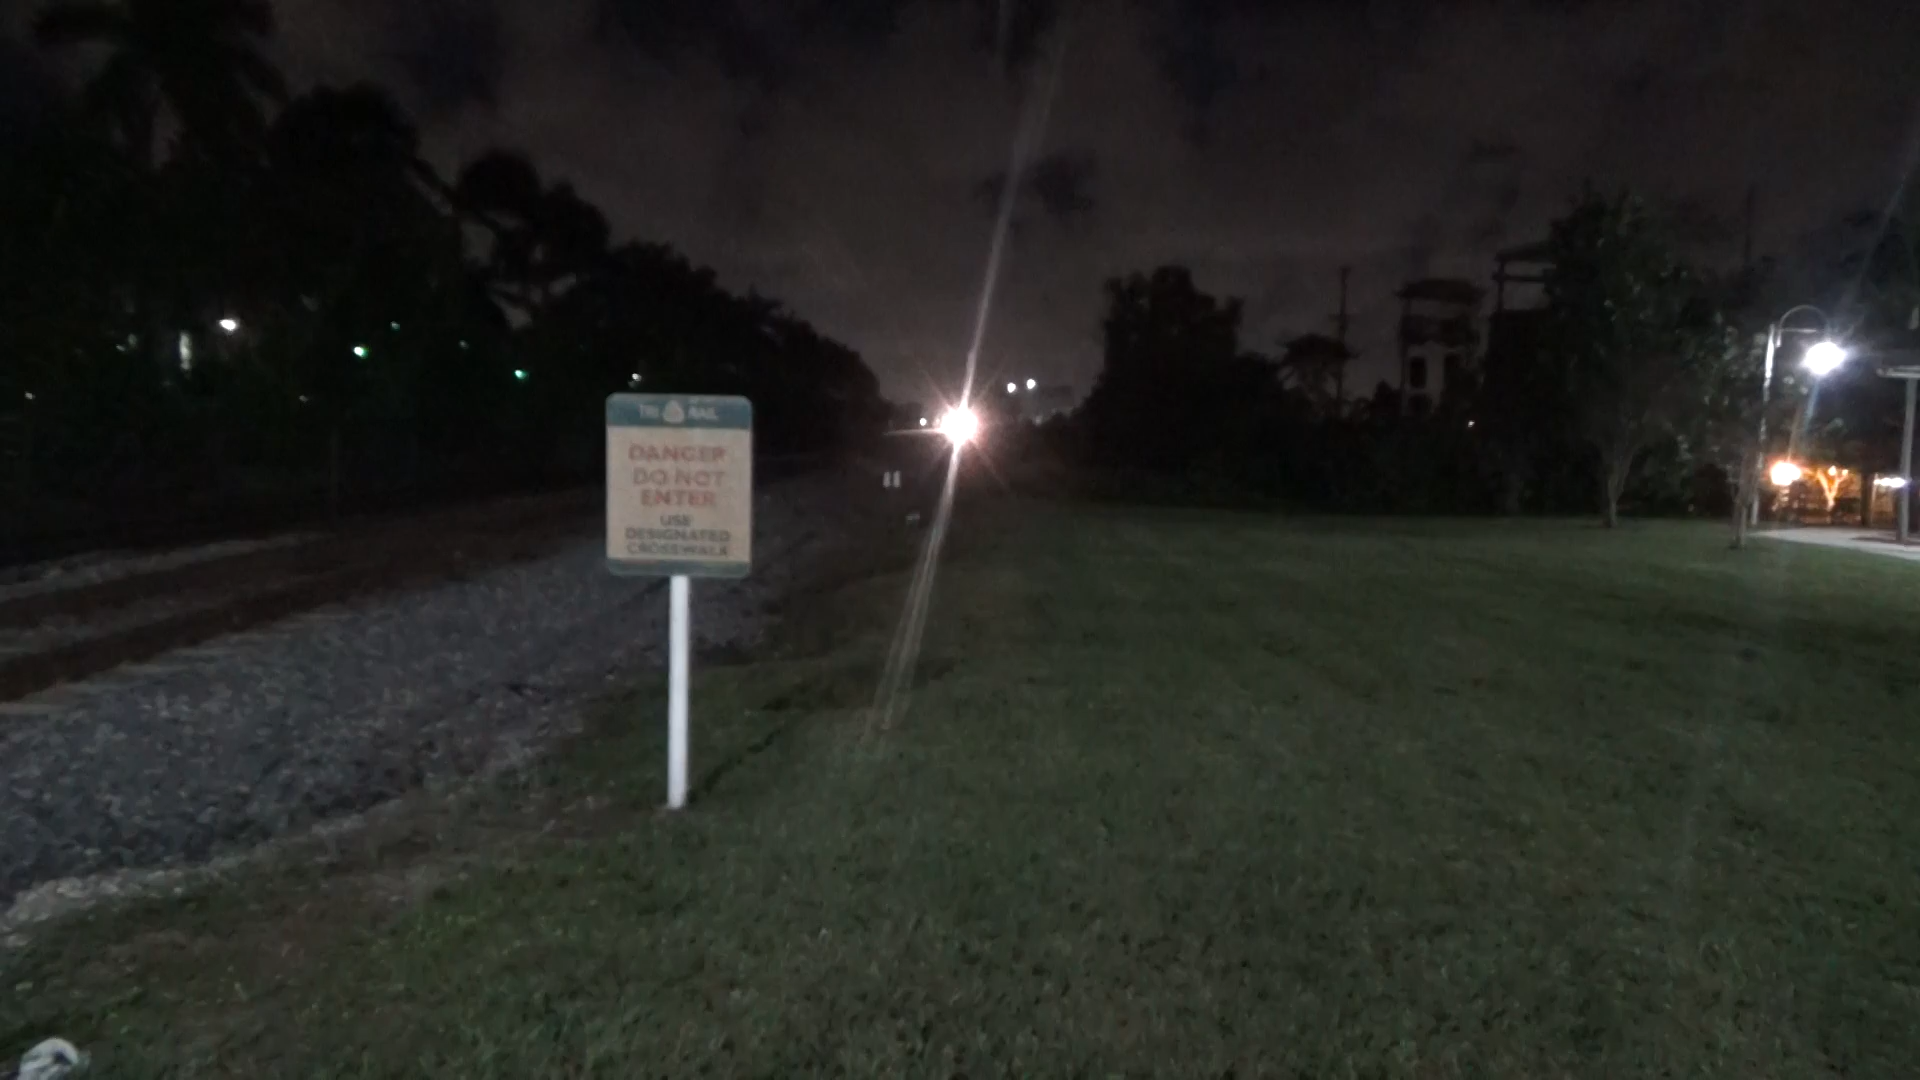 TRI RAIL
DANGER
DO NOT
ENTER
USE
DESIGNATED
CROSSWALK